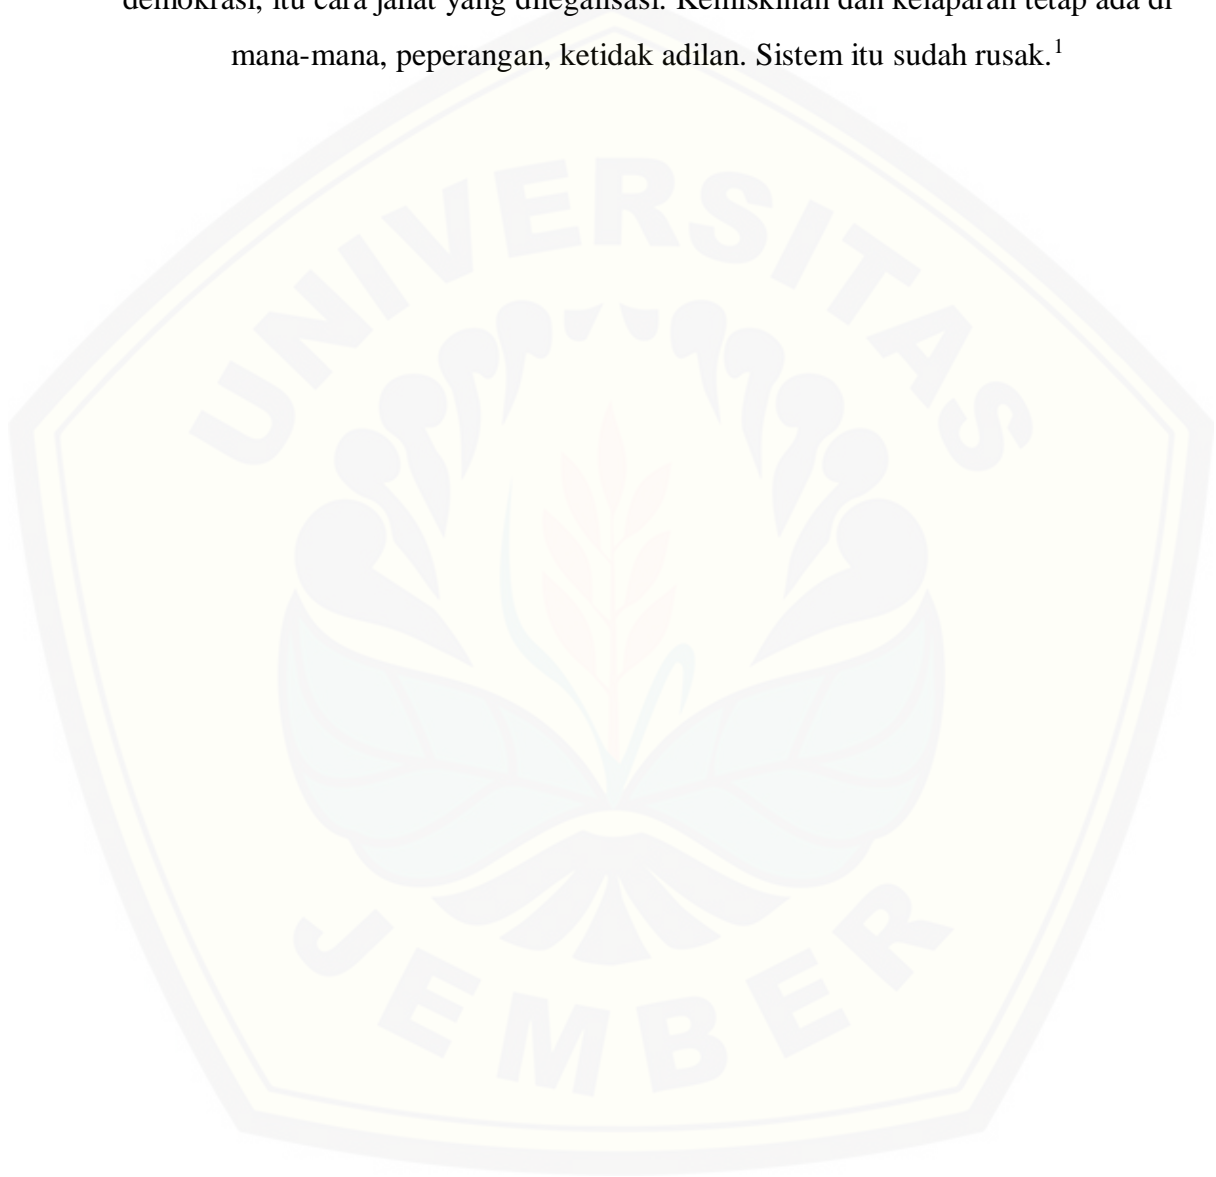 demokrasi, itu cara jahat yang dilegalisasi. Kemiskinan dan kelaparan tetap ada di
mana-mana, peperangan, ketidak adilan. Sistem itu sudah rusak.1
UNIVERSITAS
JEMBER